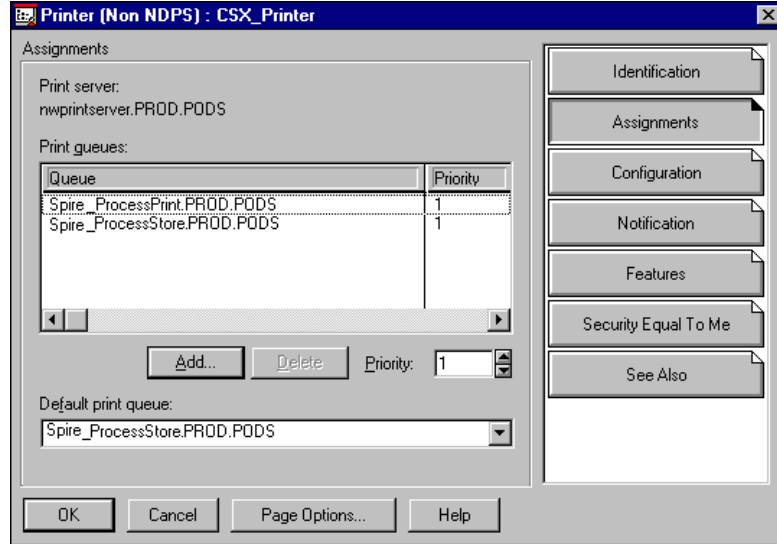 Printer (Non NDPS) : CSX_Printer
Assignments
Print server:
nwprintserver.PROD.PODS
Print queues:
Queue Priority
Spire_ProcessPrint.PROD.PODS 1
Spire_ProcessStore.PROD.PODS 1
Add... Delete Priority: 1
Default print queue:
Spire_ProcessStore.PROD.PODS
OK Cancel Page Options... Help
Identification
Assignments
Configuration
Notification
Features
Security Equal To Me
See Also